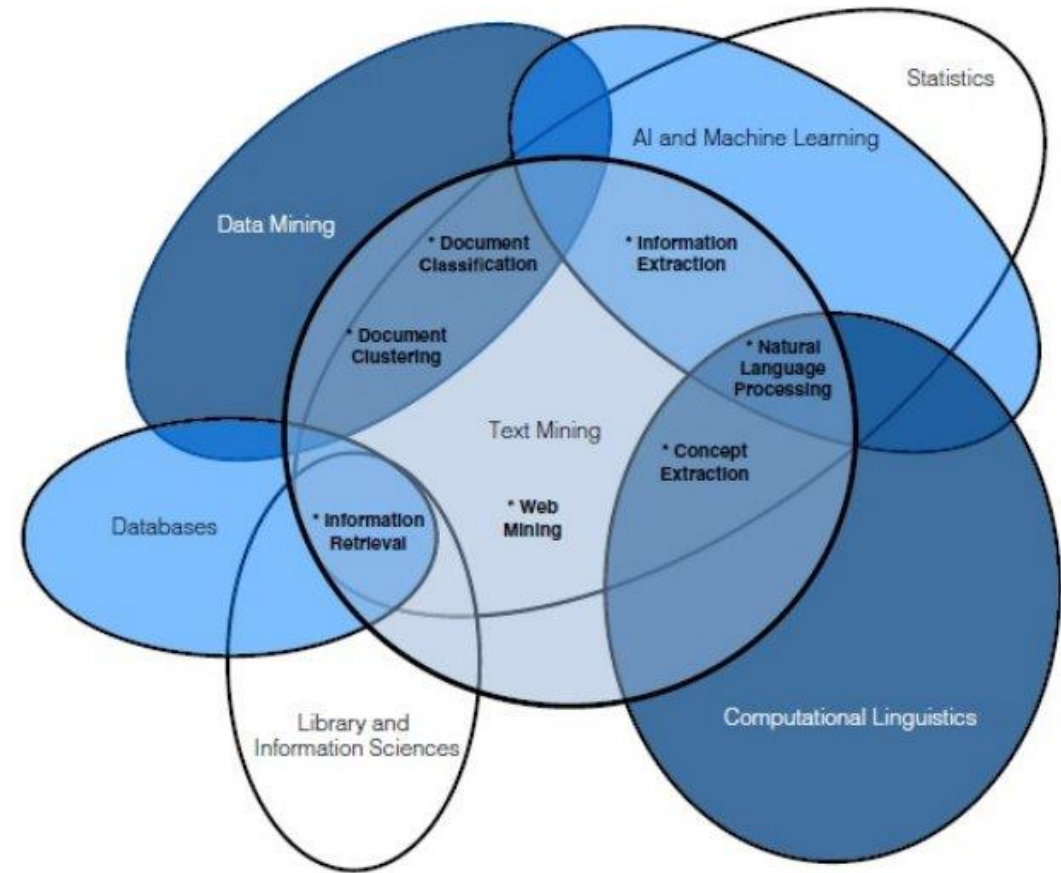 Statistics
AI and Machine Learning
Data Mining
* Document
Classification
* Information
Extraction
* Document
Clustering
* Natural
Language
Processing
Text Mining
* Concept
Extraction
Databases
* Information
Retrieval
* Web
Mining
Library and
Information Sciences
Computational Linguistics